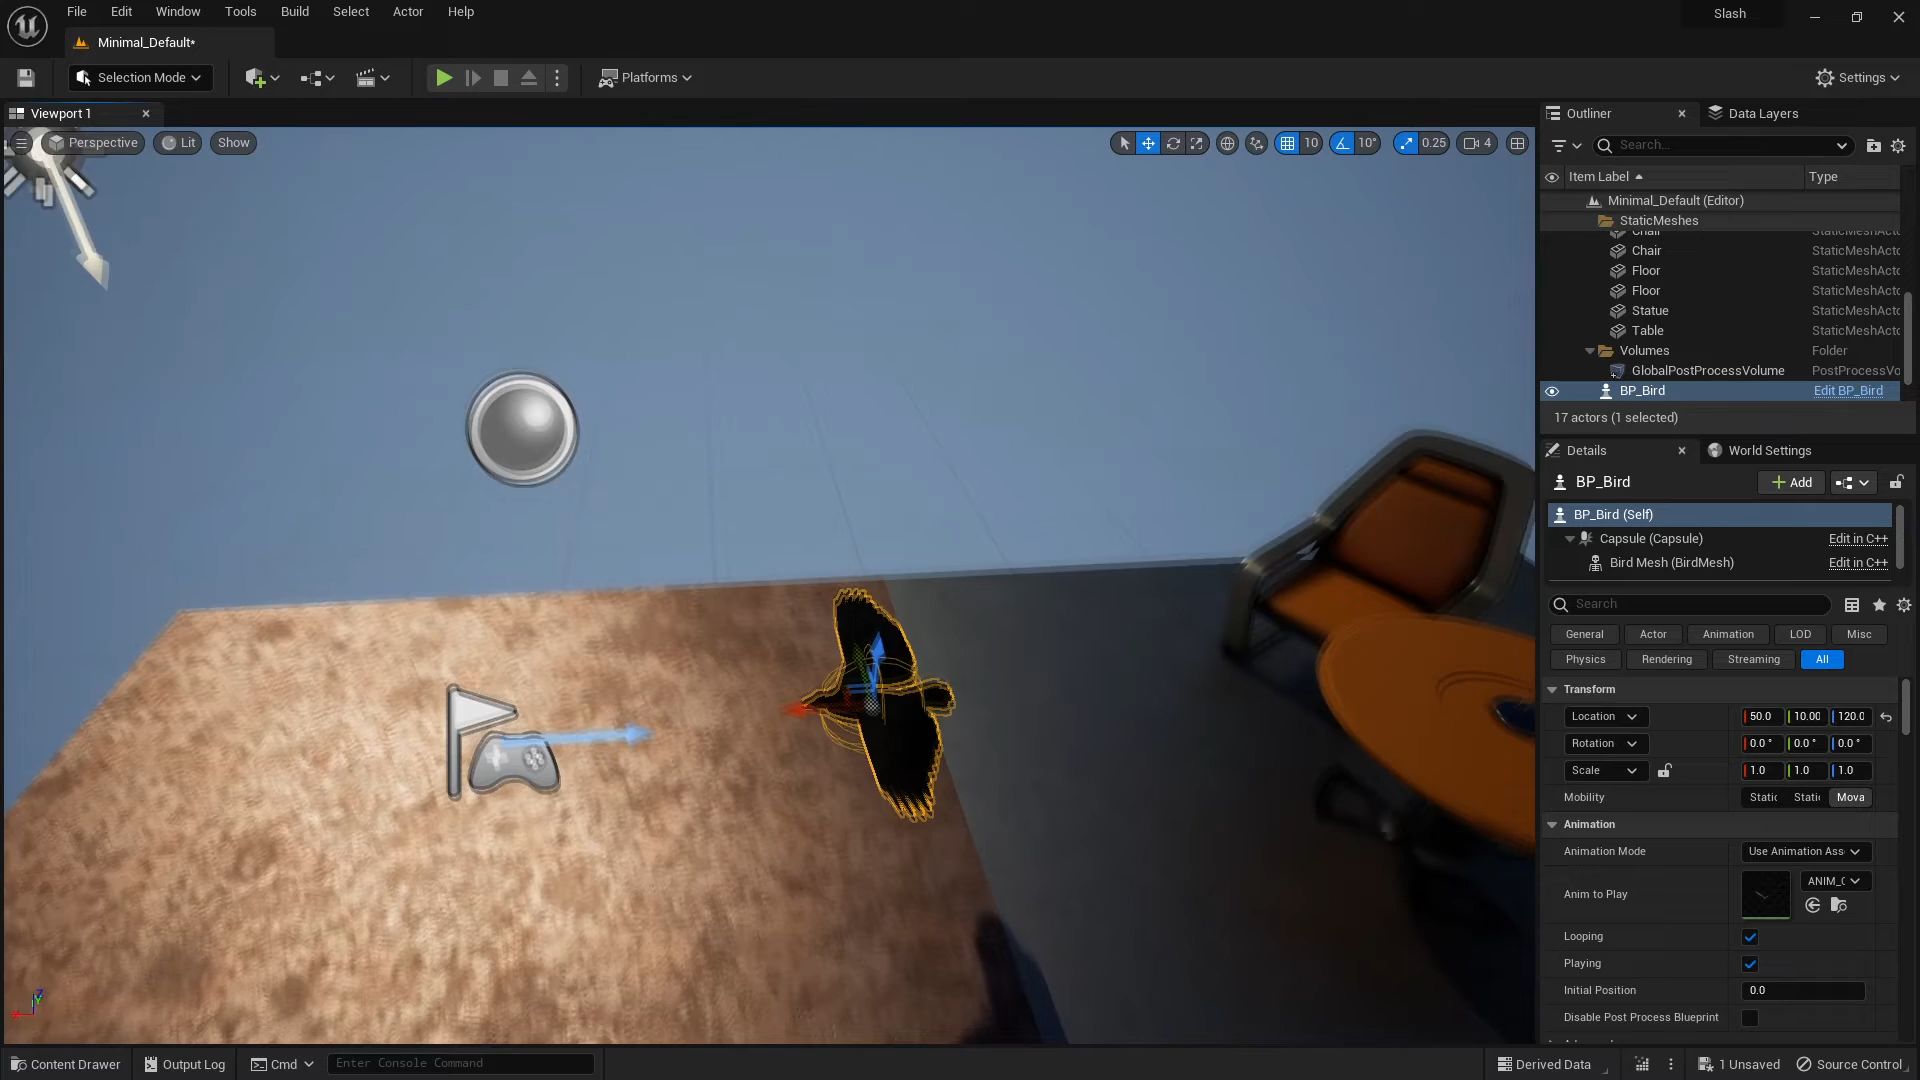 File Edit Window Tools Build Select Actor Help
Slash
Minimal_Default*
Selection Mode
Platforms
Settings
Viewport 1
Perspective Lit Show
10 10° 0.25 4
Outliner
Data Layers
Search...
Item Label Type
Minimal_Default (Editor)
StaticMeshes
Chair StaticMeshActo
Chair StaticMeshActo
Floor StaticMeshActo
Floor StaticMeshActo
Statue StaticMeshActo
Table StaticMeshActo
Volumes Folder
GlobalPostProcessVolume PostProcessVo
BP_Bird Edit BP_Bird
17 actors (1 selected)
Details
World Settings
BP_Bird
Add
BP_Bird (Self)
Capsule (Capsule) Edit in C++
Bird Mesh (BirdMesh) Edit in C++
Search
General Actor Animation LOD Misc
Physics Rendering Streaming All
Transform
Location 50.0 10.00 120.0
Rotation 0.0° 0.0° 0.0°
Scale 1.0 1.0 1.0
Mobility Static Static Mova
Animation
Animation Mode Use Animation Ass
Anim to Play ANIM_C
Looping
Playing
Initial Position 0.0
Disable Post Process Blueprint
Content Drawer
Output Log
Cmd
Enter Console Command
Derived Data
1 Unsaved
Source Control